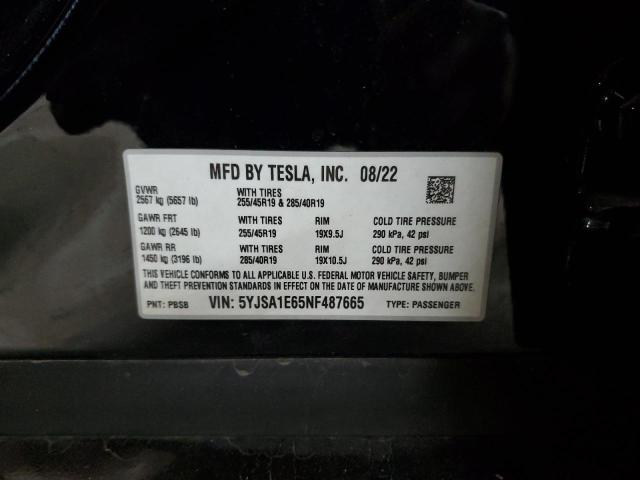 MFD BY TESLA, INC. 08/22
GVWR
2567 kg (5657 lb)
WITH TIRES
255/45R19 & 285/40R19
GAWR FRT
1200 kg (2645 lb)
WITH TIRES
255/45R19
RIM
19X9.5J
COLD TIRE PRESSURE
290 kPa, 42 psi
GAWR RR
1450 kg (3196 lb)
WITH TIRES
285/40R19
RIM
19X10.5J
COLD TIRE PRESSURE
290 kPa, 42 psi
THIS VEHICLE CONFORMS TO ALL APPLICABLE U.S. FEDERAL MOTOR VEHICLE SAFETY, BUMPER
AND THEFT PREVENTION STANDARDS IN EFFECT ON THE DATE OF MANUFACTURE SHOWN ABOVE.
PNT: PBSB VIN: 5YJSA1E65NF487665 TYPE: PASSENGER